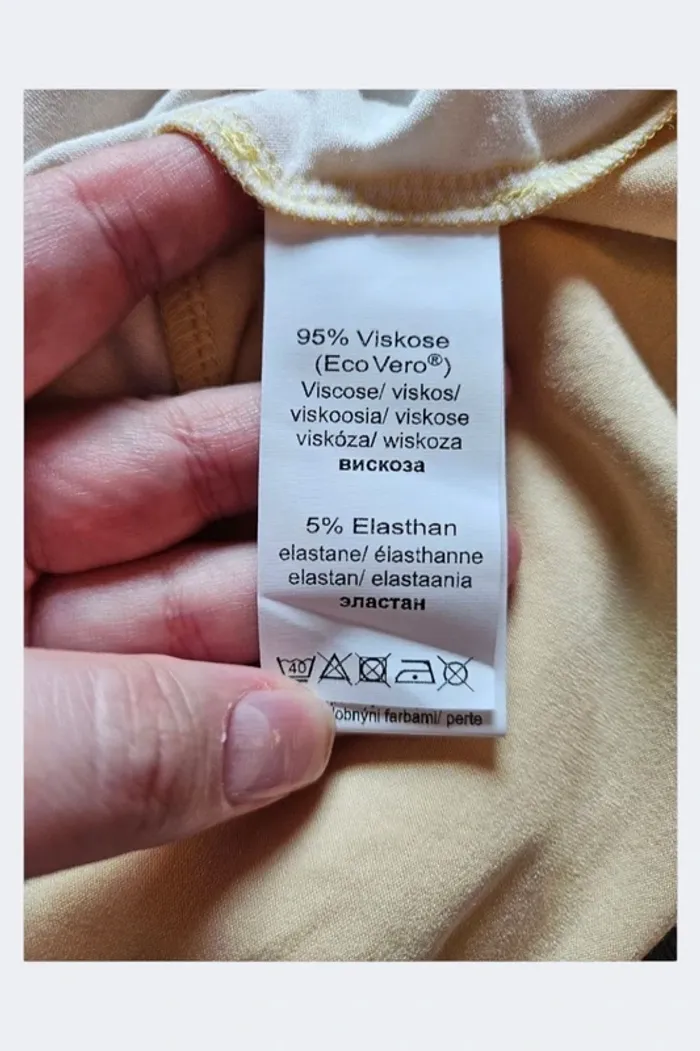 95% Viskose
(Eco Vero®)
Viscose/ viskos/
viskoosia/ viskose
viskóza/ wiskoza
вискоза
5% Elasthan
elastane/ élasthanne
elastan/ elastaania
эластан
40
farbami/ perte